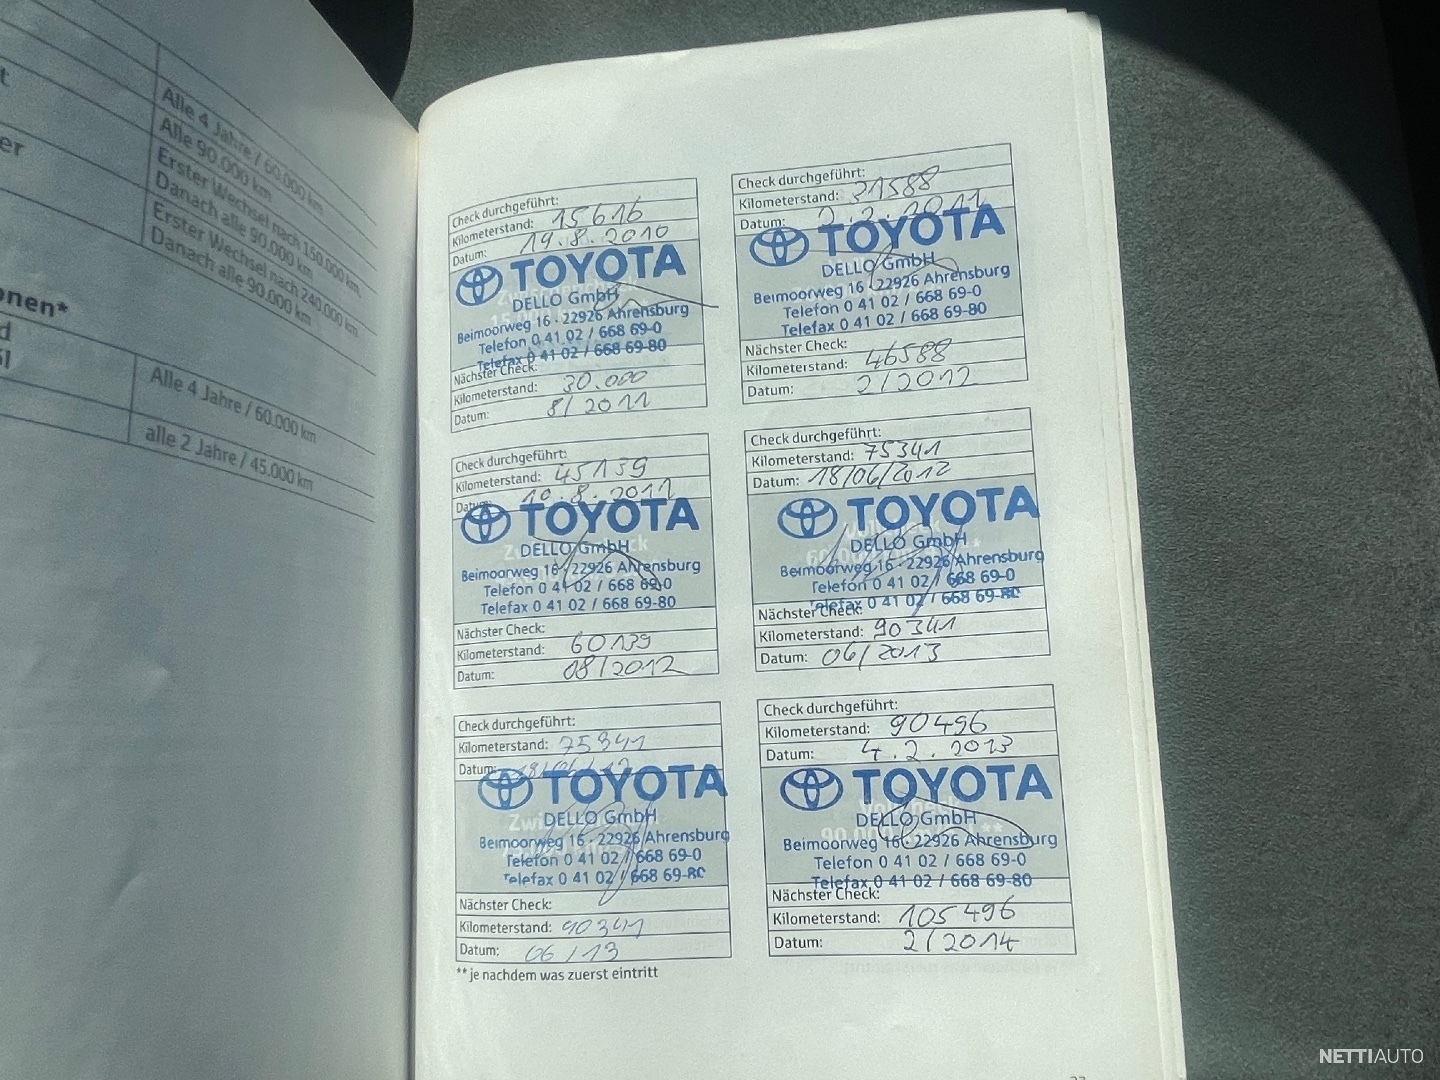 t
er
onen*
d
öl
Alle 4 Jahre / 60.000 km
Alle 90.000 km
Erster Wechsel nach 150.000 km,
Danach alle 90.000 km
Erster Wechsel nach 240.000 km,
Danach alle 90.000 km
Alle 4 Jahre / 60.000 km
alle 2 Jahre / 45.000 km
Check durchgeführt:
Kilometerstand: 15616
Datum: 19.8.2010
TOYOTA
DELLO GmbH
Beimoorweg 16 · 22926 Ahrensburg
Telefon 0 41 02 / 668 69-0
Telefax 0 41 02 / 668 69-80
Nächster Check:
Kilometerstand: 30.000
Datum: 8/2011
Check durchgeführt:
Kilometerstand: 31588
Datum: 2.2.2011
TOYOTA
DELLO GmbH
Beimoorweg 16 · 22926 Ahrensburg
Telefon 0 41 02 / 668 69-0
Telefax 0 41 02 / 668 69-80
Nächster Check:
Kilometerstand: 46588
Datum: 2/2012
Check durchgeführt:
Kilometerstand: 45139
Datum: 10.8.2011
TOYOTA
DELLO GmbH
Beimoorweg 16 · 22926 Ahrensburg
Telefon 0 41 02 / 668 69-0
Telefax 0 41 02 / 668 69-80
Nächster Check:
Kilometerstand: 60139
Datum: 08/2012
Check durchgeführt:
Kilometerstand: 75341
Datum: 18/06/2012
TOYOTA
DELLO GmbH
Beimoorweg 16 · 22926 Ahrensburg
Telefon 0 41 02 / 668 69-0
Telefax 0 41 02 / 668 69-80
Nächster Check:
Kilometerstand: 90341
Datum: 06/2013
Check durchgeführt:
Kilometerstand: 75341
Datum: 18/06/12
TOYOTA
DELLO GmbH
Beimoorweg 16 · 22926 Ahrensburg
Telefon 0 41 02 / 668 69-0
Telefax 0 41 02 / 668 69-80
Nächster Check:
Kilometerstand: 90341
Datum: 06/13
Check durchgeführt:
Kilometerstand: 90496
Datum: 4.2.2013
TOYOTA
Vollcheck
DELLO GmbH
90.000
Beimoorweg 16 · 22926 Ahrensburg
Telefon 0 41 02 / 668 69-0
Telefax 0 41 02 / 668 69-80
Nächster Check:
Kilometerstand: 105496
Datum: 2/2014
** je nachdem was zuerst eintritt
NETTIAUTO